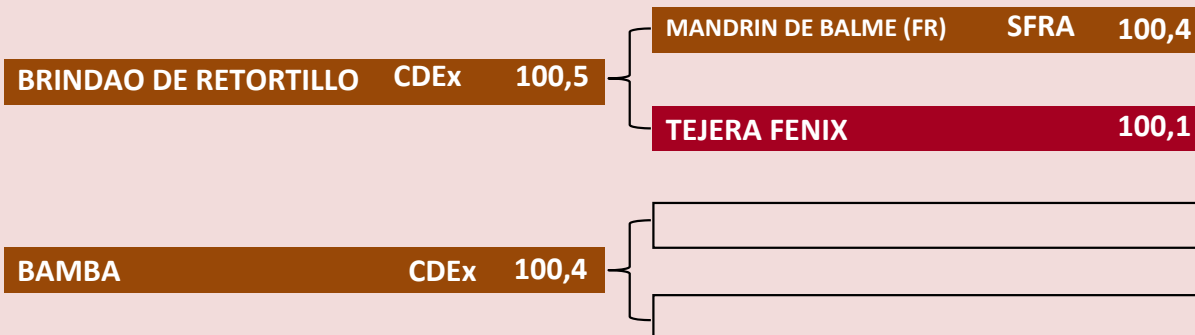 MANDRIN DE BALME (FR) SFRA 100,4
BRINDAO DE RETORTILLO CDEx 100,5
TEJERA FENIX 100,1
BAMBA CDEx 100,4